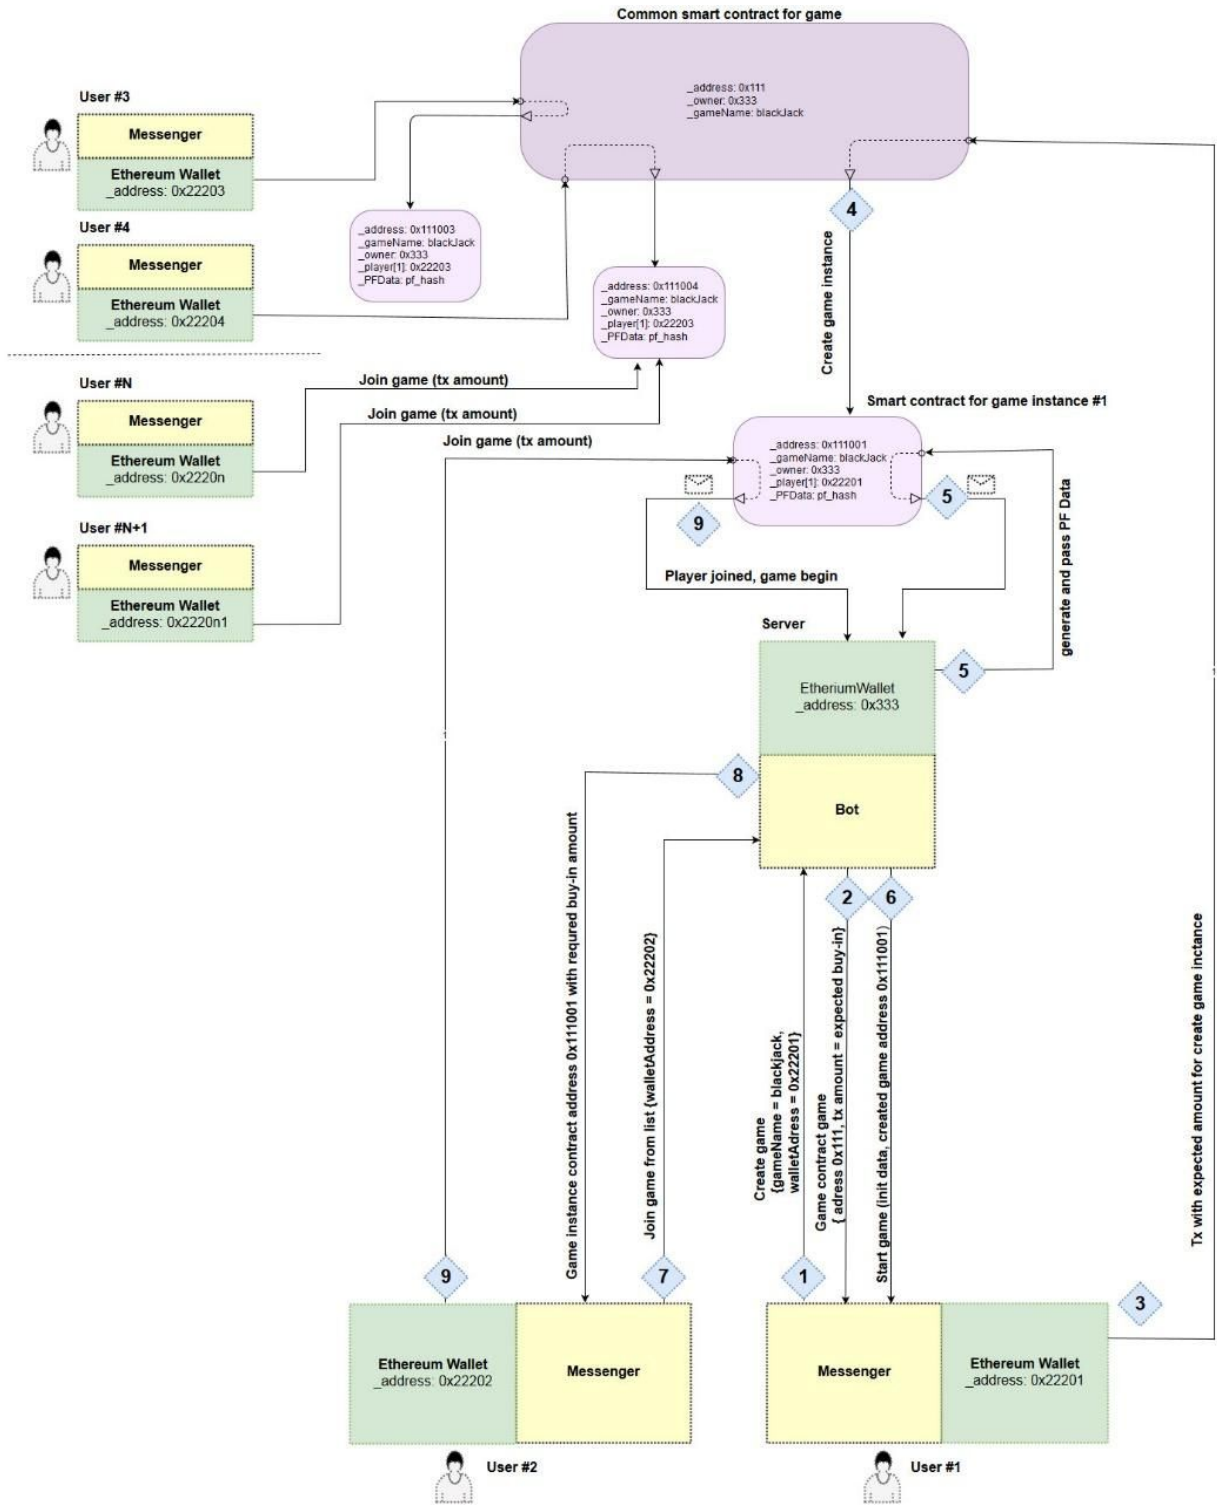 Common smart contract for game
_address: 0x111
_owner: 0x333
_gameName: blackJack
User #3
Messenger
Ethereum Wallet
_address: 0x22203
User #4
Messenger
Ethereum Wallet
_address: 0x22204
_address: 0x111003
_gameName: blackJack
_owner: 0x333
_player[1]: 0x22203
_PFData: pf_hash
_address: 0x111004
_gameName: blackJack
_owner: 0x333
_player[1]: 0x22203
_PFData: pf_hash
4
Create game instance
User #N
Messenger
Ethereum Wallet
_address: 0x2220n
Join game (tx amount)
Join game (tx amount)
Join game (tx amount)
User #N+1
Messenger
Ethereum Wallet
_address: 0x2220n1
Smart contract for game instance #1
_address: 0x111001
_gameName: blackJack
_owner: 0x333
_player[1]: 0x22201
_PFData: pf_hash
9
5
Player joined, game begin
generate and pass PF Data
Server
EtheriumWallet
_address: 0x333
5
1
1
8
Bot
2
6
Game instance contract address 0x111001 with requred buy-in amount
Join game from list {walletAddress = 0x22202}
Create game
{gameName = blackjack,
walletAdress = 0x22201}
Game contract game
{ adress 0x111, tx amount = expected buy-in}
Start game (init data, created game address 0x111001)
Tx with expected amount for create game inctance
9
7
1
3
Ethereum Wallet
_address: 0x22202
Messenger
Messenger
Ethereum Wallet
_address: 0x22201
User #2
User #1